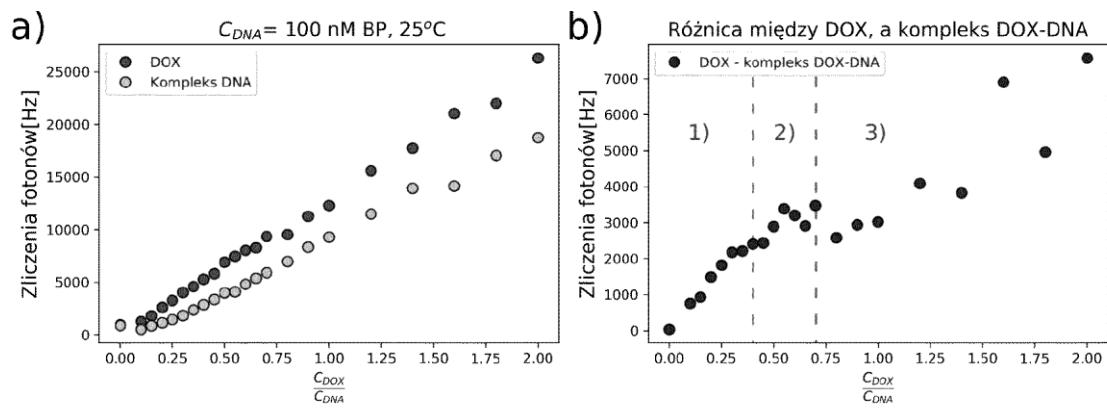 a)
C_DNA= 100 nM BP, 25°C
DOX
Kompleks DNA
Zliczenia fotonów[Hz]
25000
20000
15000
10000
5000
0
0.00 0.25 0.50 0.75 1.00 1.25 1.50 1.75 2.00
C_DOX
C_DNA
b)
Różnica między DOX, a kompleks DOX-DNA
DOX - kompleks DOX-DNA
1) 2) 3)
Zliczenia fotonów[Hz]
7000
6000
5000
4000
3000
2000
1000
0
0.00 0.25 0.50 0.75 1.00 1.25 1.50 1.75 2.00
C_DOX
C_DNA